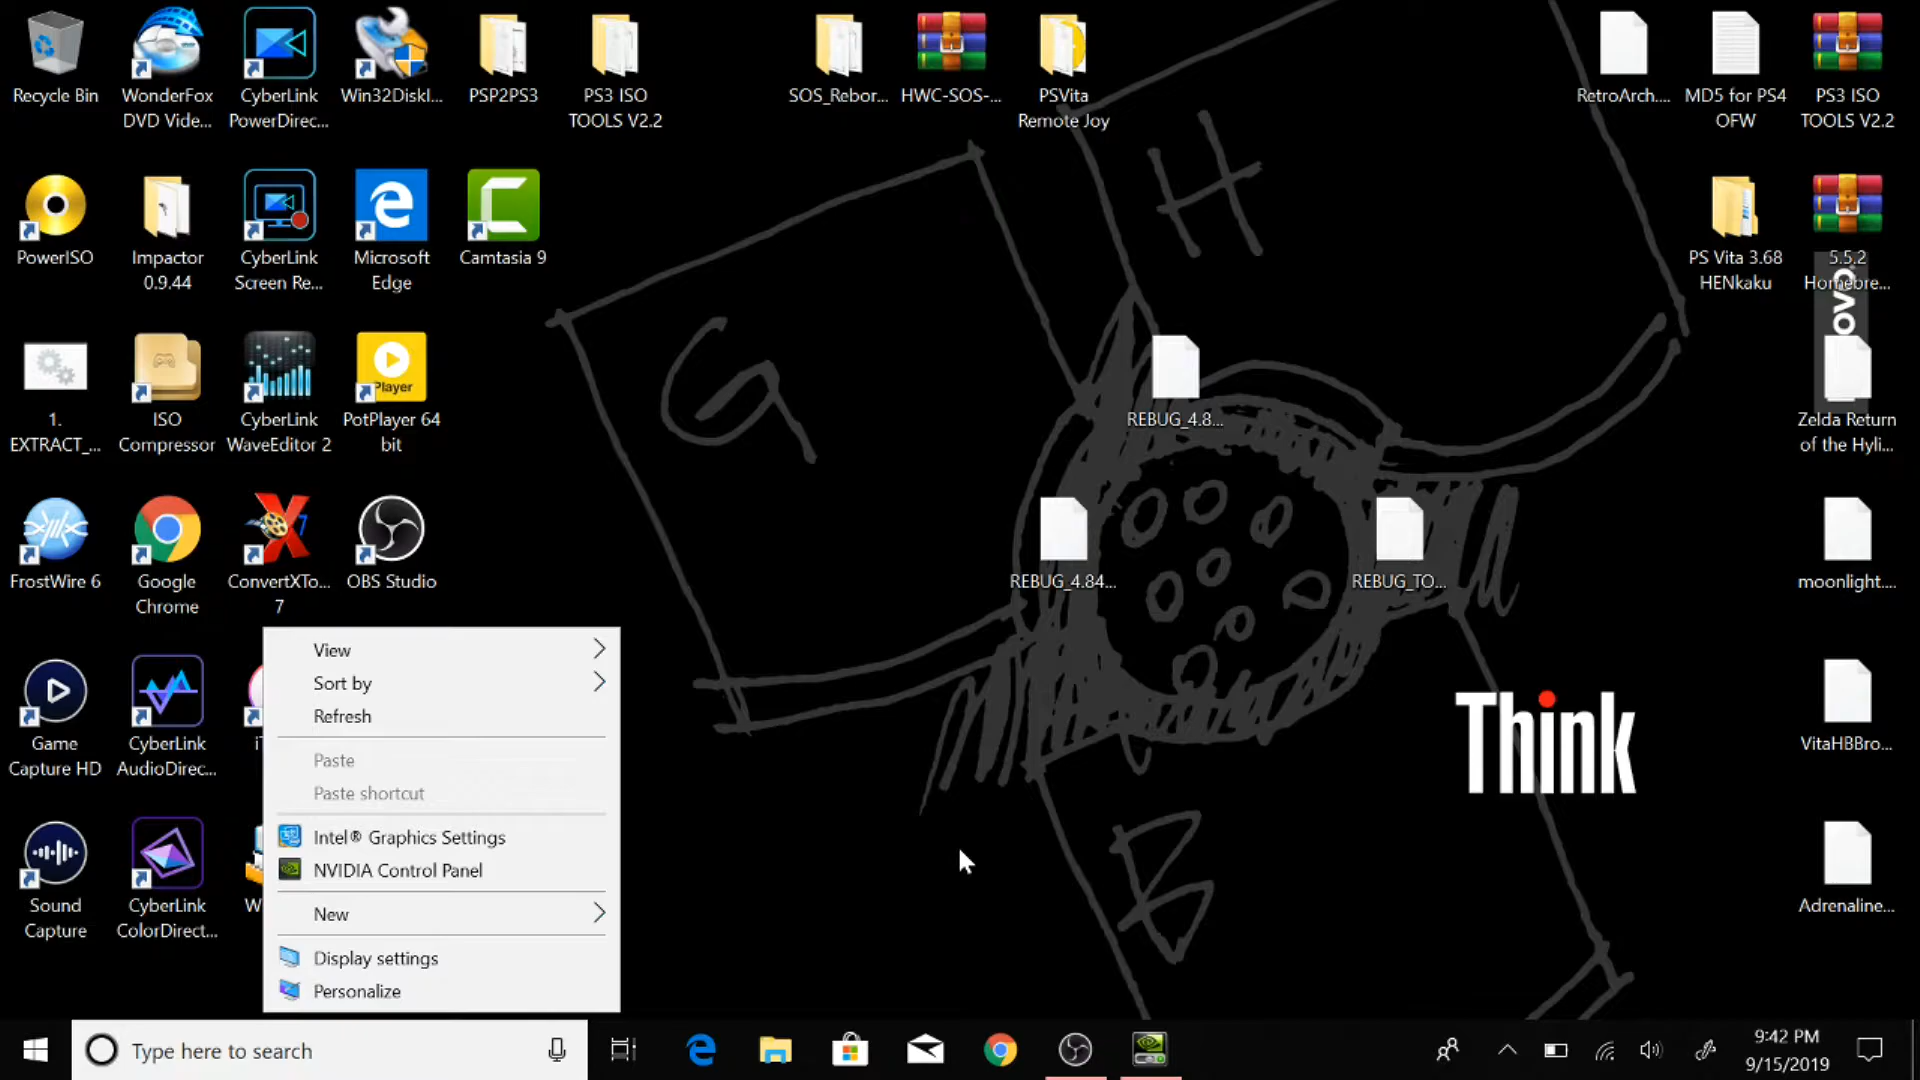 Recycle Bin
WonderFox
DVD Vide...
CyberLink
PowerDirec...
Win32DiskI...
PSP2PS3
PS3 ISO
TOOLS V2.2
SOS_Rebor...
HWC-SOS-...
PSVita
Remote Joy
RetroArch....
MD5 for PS4
OFW
PS3 ISO
TOOLS V2.2
PowerISO
Impactor
0.9.44
CyberLink
Screen Re...
Microsoft
Edge
Camtasia 9
PS Vita 3.68
HENkaku
5.5.2
Homebre...
H
G
B
1.
EXTRACT_...
ISO
Compressor
CyberLink
WaveEditor 2
Player
PotPlayer 64
bit
REBUG_4.8...
Zelda Return
of the Hyli...
FrostWire 6
Google
Chrome
ConvertXTo...
7
OBS Studio
REBUG_4.84...
REBUG_TO...
moonlight....
Game
Capture HD
CyberLink
AudioDirec...
VitaHBBro...
Think
Sound
Capture
CyberLink
ColorDirect...
Adrenaline...
View
Sort by
Refresh
Paste
Paste shortcut
Intel® Graphics Settings
NVIDIA Control Panel
New
Display settings
Personalize
Type here to search
9:42 PM
9/15/2019